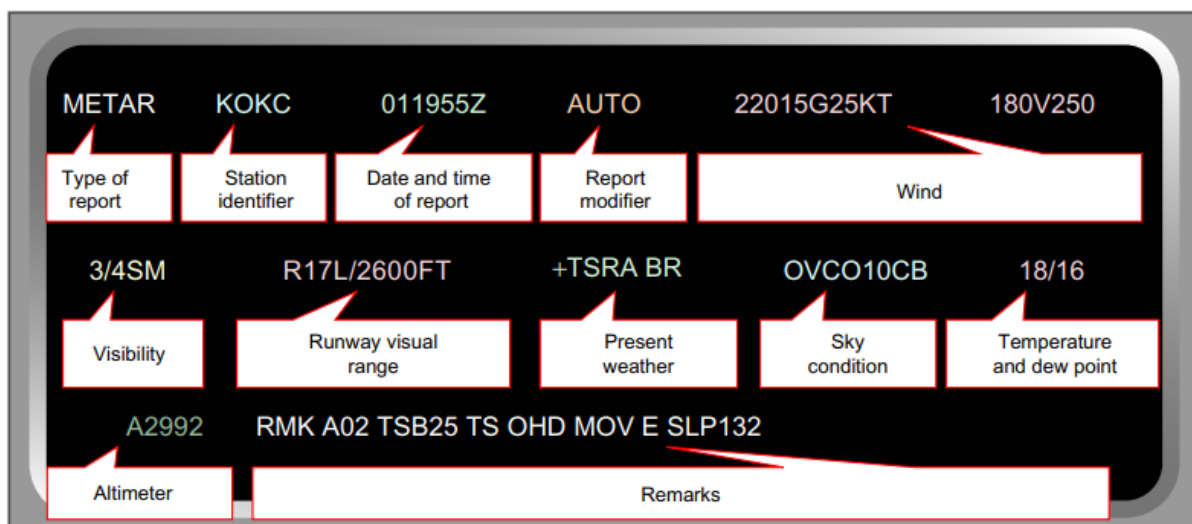 METAR KOKC 011955Z AUTO 22015G25KT 180V250
Type of report
Station identifier
Date and time of report
Report modifier
Wind
3/4SM R17L/2600FT +TSRA BR OVCO10CB 18/16
Visibility
Runway visual range
Present weather
Sky condition
Temperature and dew point
A2992 RMK A02 TSB25 TS OHD MOV E SLP132
Altimeter
Remarks